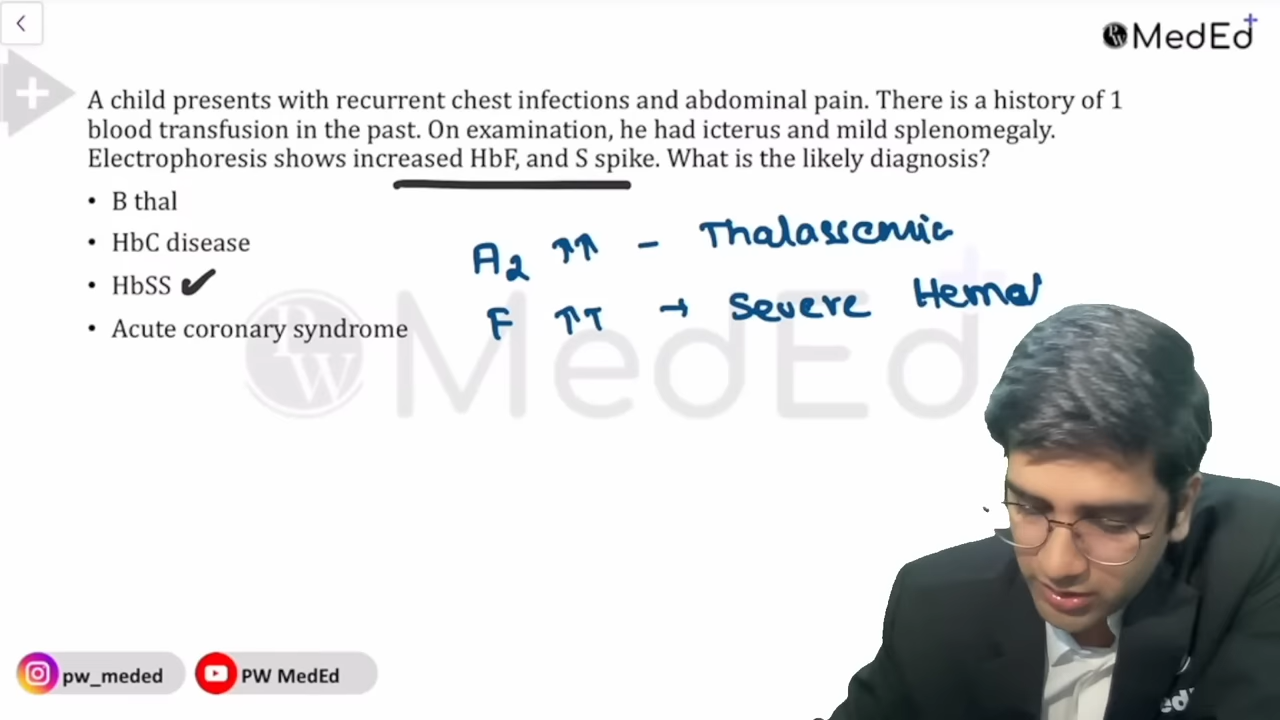 MedEd
A child presents with recurrent chest infections and abdominal pain. There is a history of 1
blood transfusion in the past. On examination, he had icterus and mild splenomegaly.
Electrophoresis shows increased HbF, and S spike. What is the likely diagnosis?
• B thal
• HbC disease
• HbSS ✔
• Acute coronary syndrome
A2 ↑↑ - Thalassemia
F ↑↑ → Severe
PW MedEd
pw_meded
PW MedEd